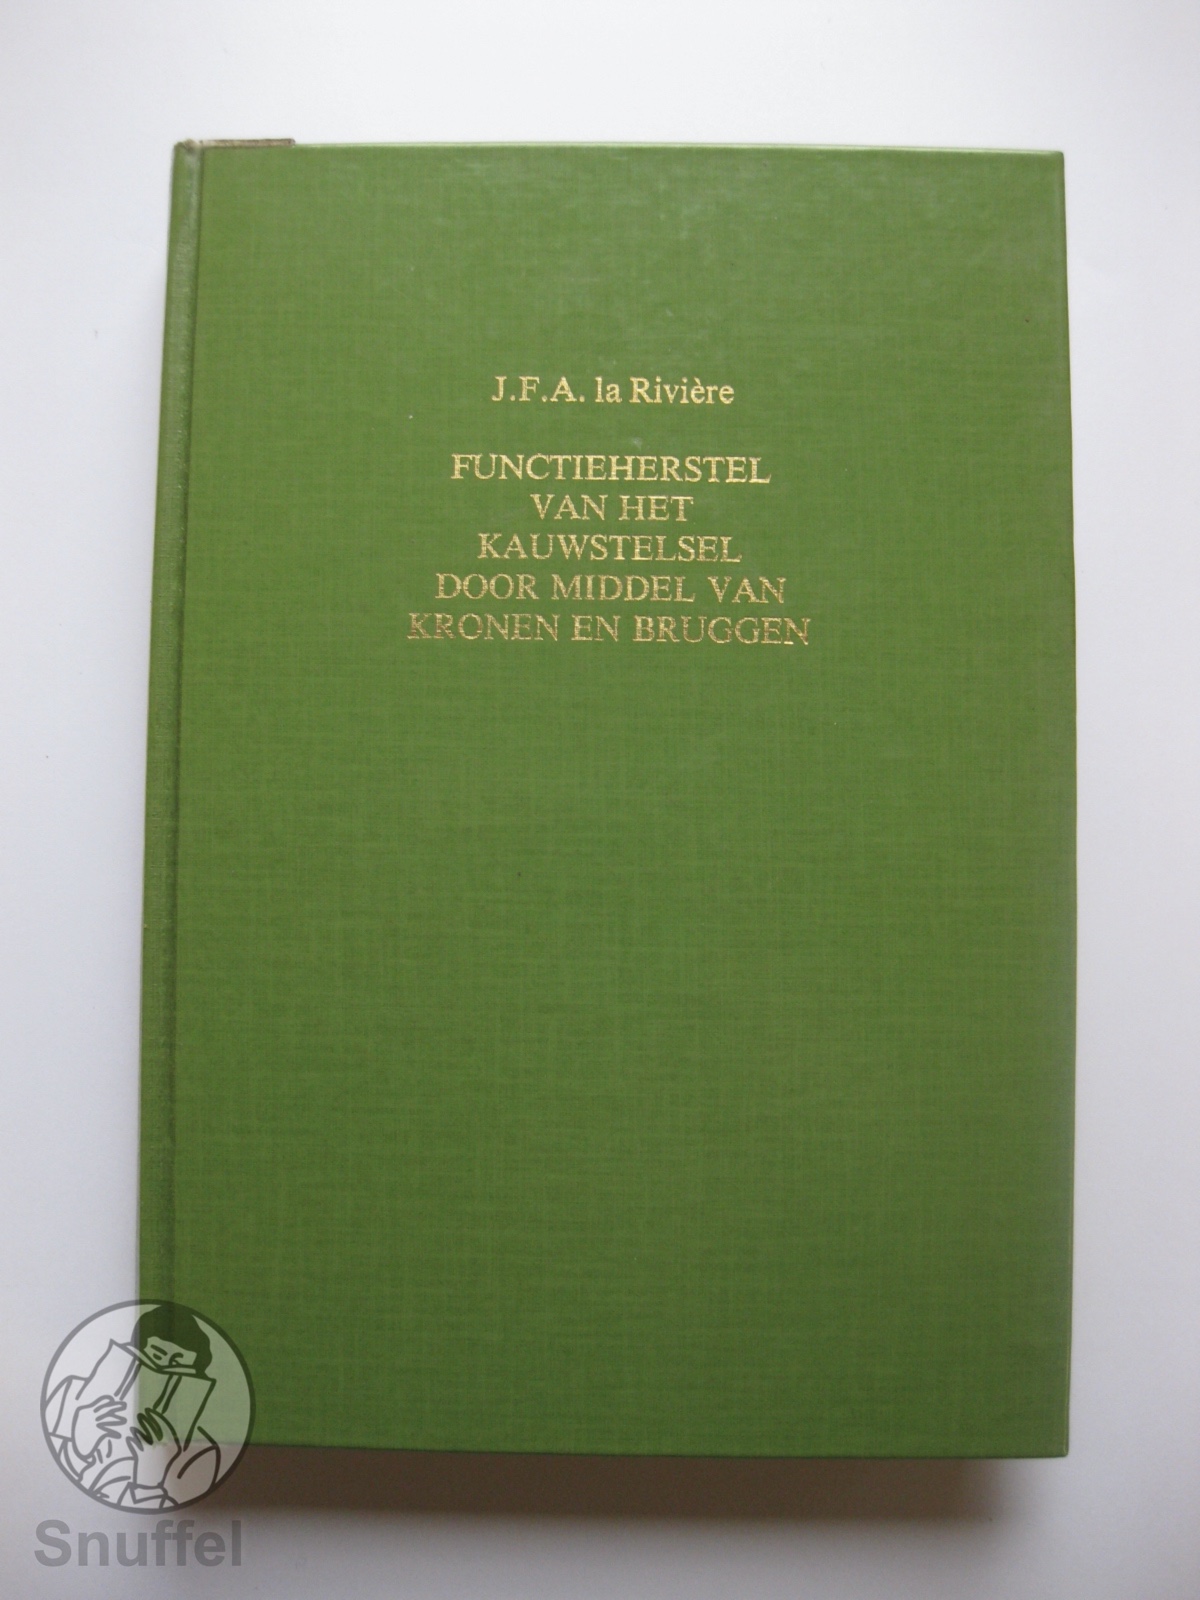 J.F.A. la Rivière
FUNCTIEHERSTEL
VAN HET
KAUWSTELSEL
DOOR MIDDEL VAN
KRONEN EN BRUGGEN
Snuffel